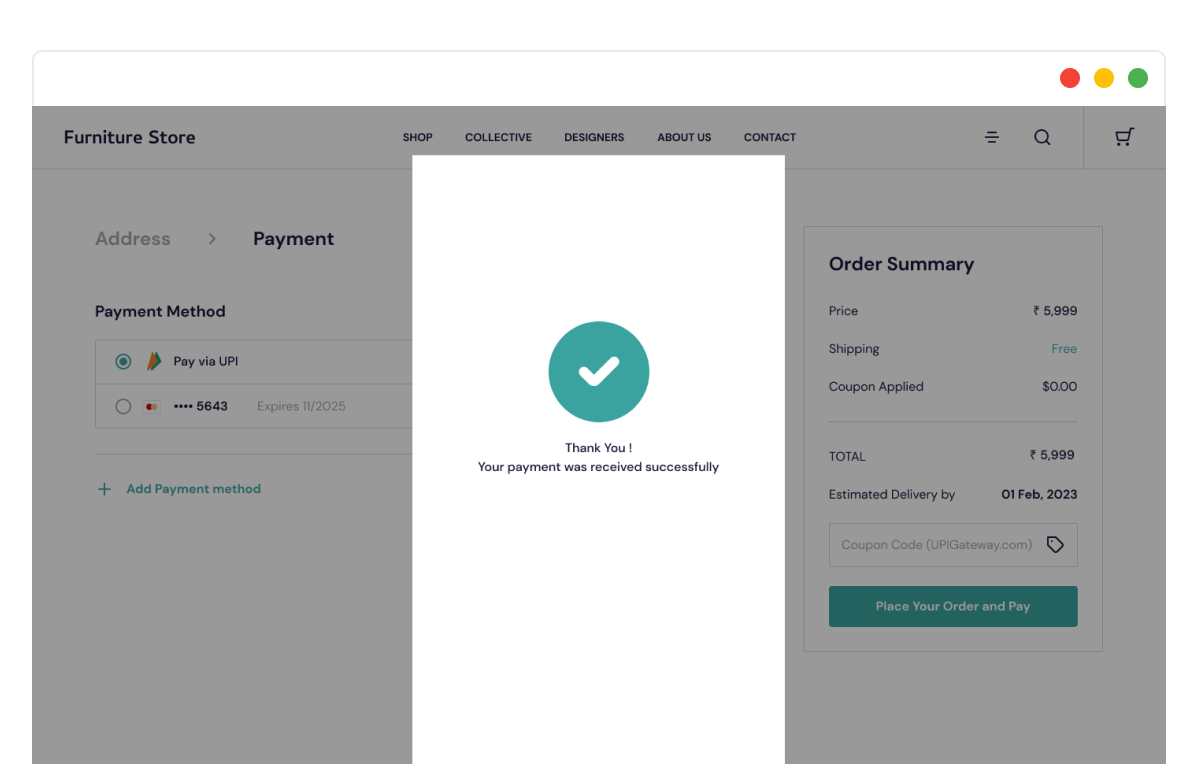 Furniture Store
SHOP COLLECTIVE DESIGNERS ABOUT US CONTACT
Address > Payment
Payment Method
Pay via UPI
•••• 5643 Expires 11/2025
+ Add Payment method
Thank You !
Your payment was received successfully
Order Summary
Price ₹ 5,999
Shipping Free
Coupon Applied $0.00
TOTAL ₹ 5,999
Estimated Delivery by 01 Feb, 2023
Coupon Code (UPIGateway.com)
Place Your Order and Pay